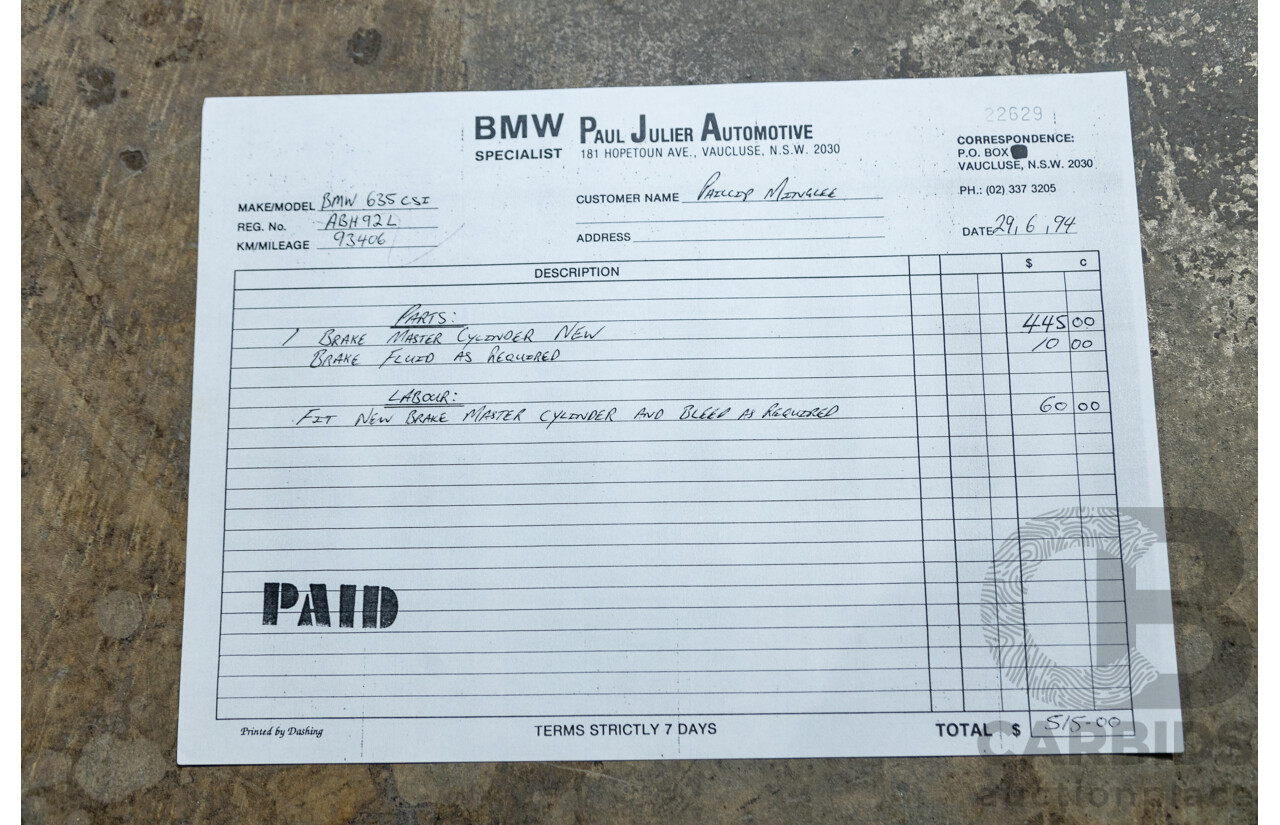 22629
BMW PAUL JULIER AUTOMOTIVE
SPECIALIST 181 HOPETOUN AVE., VAUCLUSE, N.S.W. 2030
CORRESPONDENCE:
P.O. BOX
VAUCLUSE, N.S.W. 2030
PH.: (02) 337 3205
MAKE/MODEL BMW 635 CSI
REG. No. ABH92L
KM/MILEAGE 93406
CUSTOMER NAME PHILLIP
ADDRESS
DATE 29, 6, 94
DESCRIPTION $ C
PARTS:
1 BRAKE MASTER CYLINDER NEW 445 00
BRAKE FLUID AS REQUIRED 10 00
LABOUR:
FIT NEW BRAKE MASTER CYLINDER AND BLEED AS REQUIRED 60 00
PAID
Printed by Dashing
TERMS STRICTLY 7 DAYS
TOTAL $ 515-00
CARBIDS
auctionplace